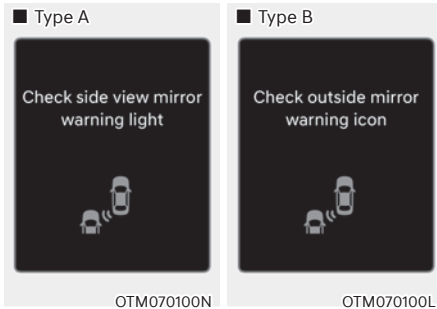 ■ Type A
Check side view mirror
warning light
OTM070100N
■ Type B
Check outside mirror
warning icon
OTM070100L